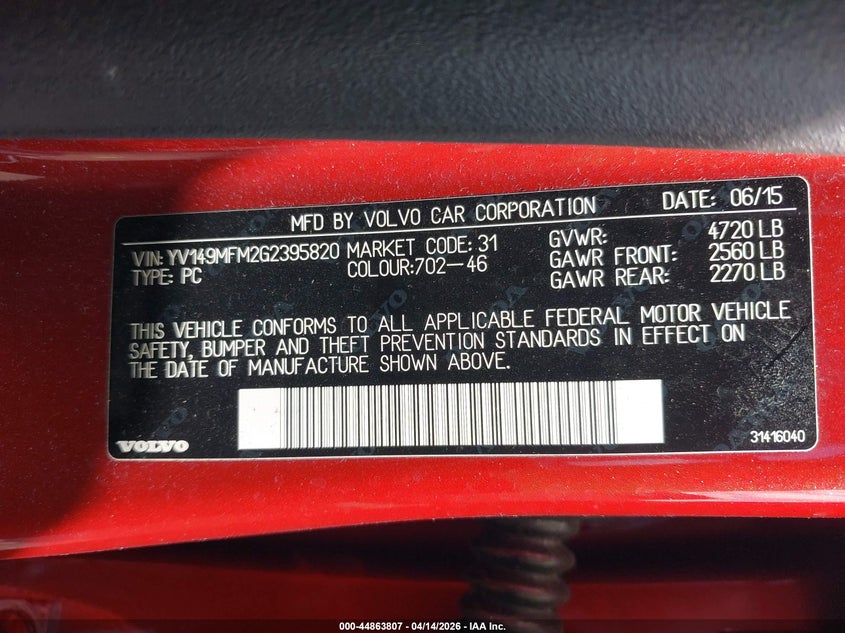 MFD BY VOLVO CAR CORPORATION DATE: 06/15
VIN: YV149MFM2G2395820 MARKET CODE: 31 GVWR: 4720 LB
TYPE: PC COLOUR:702-46 GAWR FRONT: 2560 LB
GAWR REAR: 2270 LB
THIS VEHICLE CONFORMS TO ALL APPLICABLE FEDERAL MOTOR VEHICLE
SAFETY, BUMPER AND THEFT PREVENTION STANDARDS IN EFFECT ON
THE DATE OF MANUFACTURE SHOWN ABOVE.
VOLVO
31416040
000-44863807 - 04/14/2026 - IAA Inc.